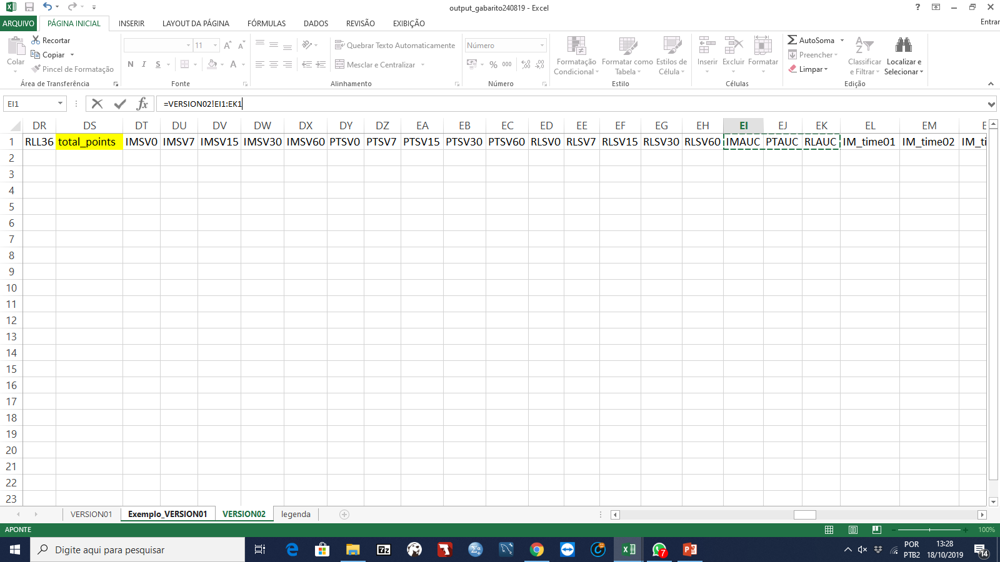 output_gabarito240819 - Excel
?
ARQUIVO PÁGINA INICIAL INSERIR LAYOUT DA PÁGINA FÓRMULAS DADOS REVISÃO EXIBIÇÃO Entrar
Colar
Recortar
Copiar
Pincel de Formatação
Área de Transferência
11 A A
N I S A
Fonte
Quebrar Texto Automaticamente
Mesclar e Centralizar
Alinhamento
Número
% 000 ,00 ,00
Número
Formatação Condicional
Formatar como Tabela
Estilos de Célula
Estilo
Inserir Excluir Formatar
Células
AutoSoma
Preencher
Limpar
Classificar e Filtrar
Localizar e Selecionar
Edição
EI1 fx =VERSION02!EI1:EK1
DR DS DT DU DV DW DX DY DZ EA EB EC ED EE EF EG EH EI EJ EK EL EM E
1 RLL36 total_points IMSV0 IMSV7 IMSV15 IMSV30 IMSV60 PTSV0 PTSV7 PTSV15 PTSV30 PTSV60 RLSV0 RLSV7 RLSV15 RLSV30 RLSV60 IMAUC PTAUC RLAUC IM_time01 IM_time02 IM_ti
2
3
4
5
6
7
8
9
10
11
12
13
14
15
16
17
18
19
20
21
22
23
VERSION01 Exemplo_VERSION01 VERSION02 legenda
APONTE 100%
Digite aqui para pesquisar
7z
7
POR
PTB2
13:28
18/10/2019
14